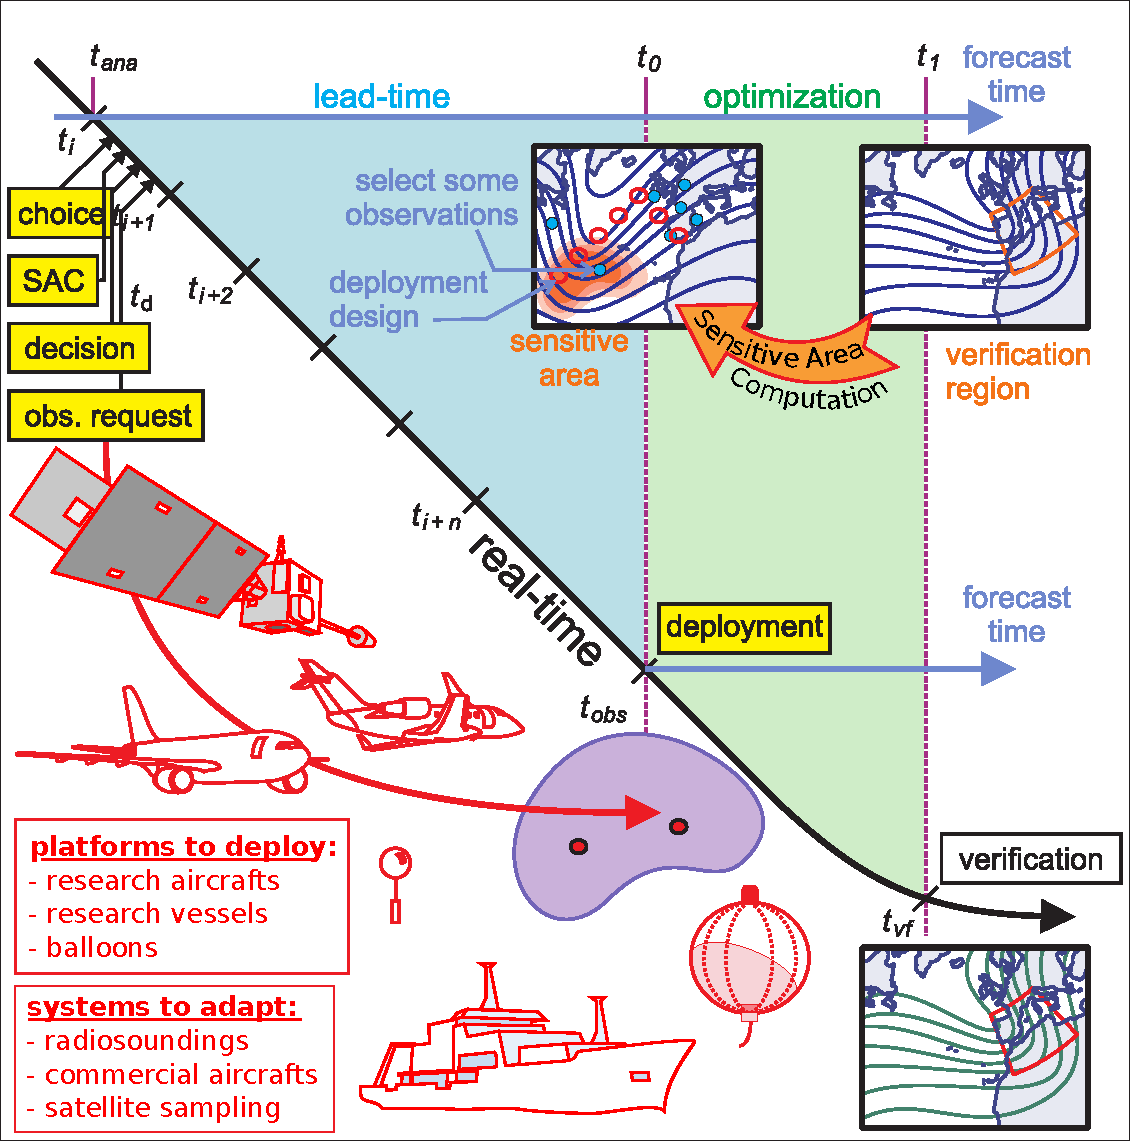 t_ana
t_0
t_1
forecast
time
lead-time
optimization
t_i
choice
t_i+1
SAC
t_d
decision
obs. request
t_i+2
select some
observations
deployment
design
sensitive
area
Sensitive Area
Computation
verification
region
t_i+n
real-time
deployment
forecast
time
t_obs
platforms to deploy:
- research aircrafts
- research vessels
- balloons
verification
t_vf
systems to adapt:
- radiosoundings
- commercial aircrafts
- satellite sampling